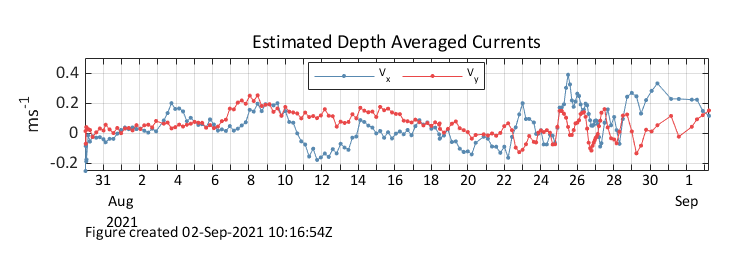 Estimated Depth Averaged Currents
Vx Vy
ms-1
0.4
0.2
0
-0.2
31 2 4 6 8 10 12 14 16 18 20 22 24 26 28 30 1
Aug Sep
2021
Figure created 02-Sep-2021 10:16:54Z